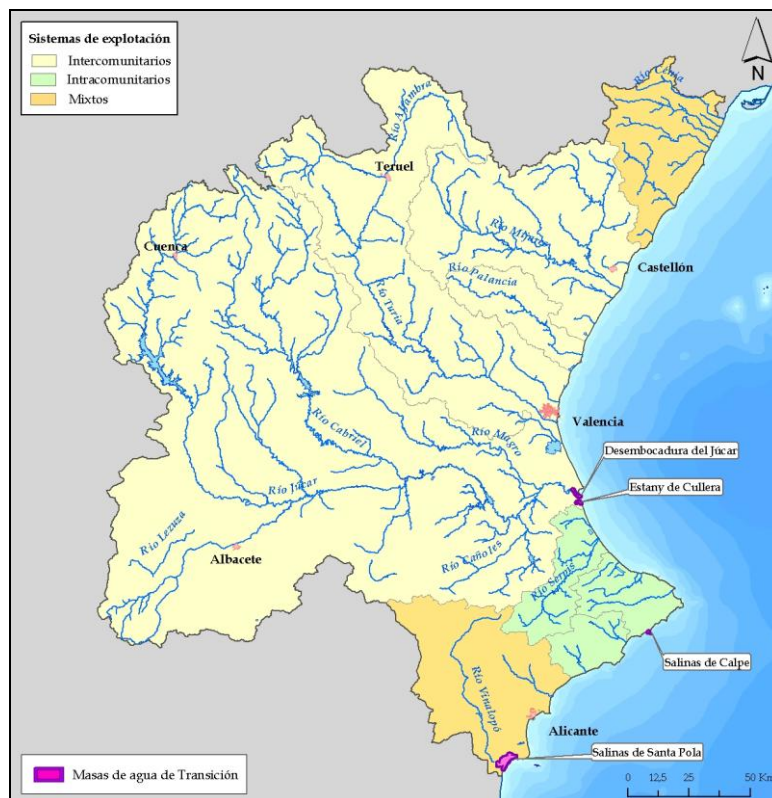 Sistemas de explotación
Intercomunitarios
Intracomunitarios
Mixtos
N
Río Cénia
Río Alfambra
Teruel
Río Mijares
Cuenca
Castellón
Río Palancia
Río Turia
Valencia
Río Magro
Desembocadura del Júcar
Río Cabriel
Estany de Cullera
Río Júcar
Río Lezuza
Albacete
Río Cañoles
Río Serpis
Salinas de Calpe
Río Vinalopó
Alicante
Salinas de Santa Pola
Masas de agua de Transición
0 12,5 25 50 Km